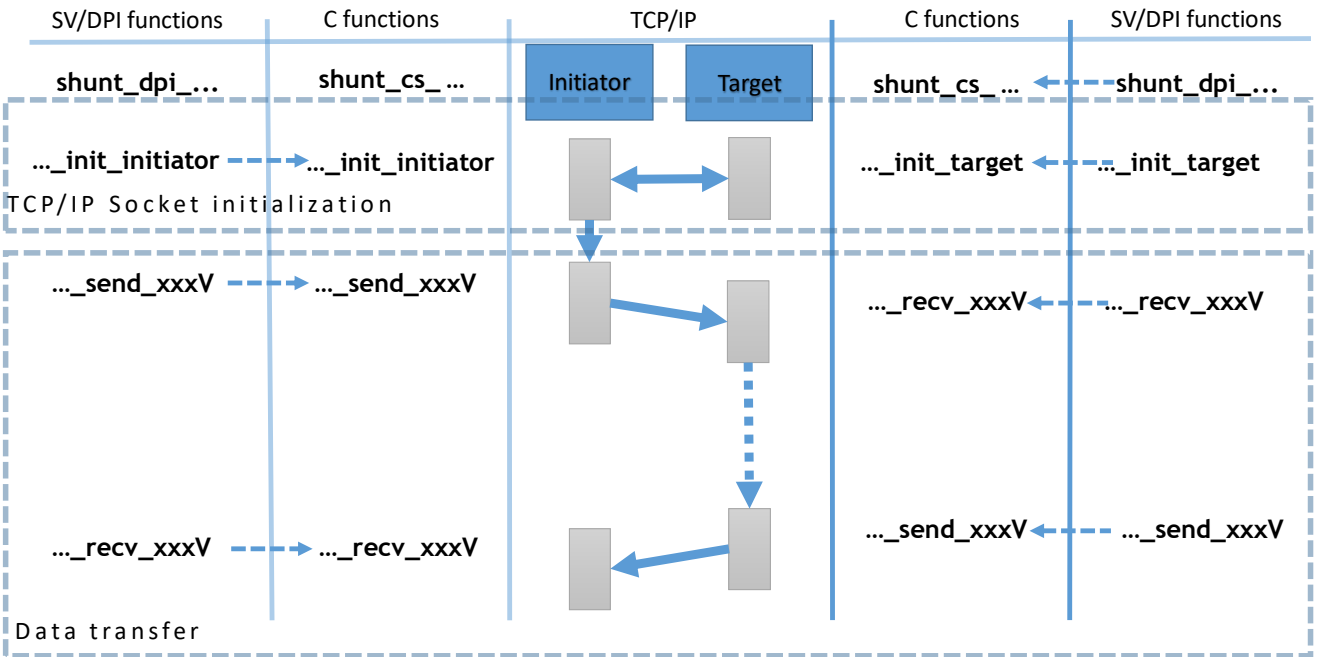 SV/DPI functions C functions TCP/IP C functions SV/DPI functions
shunt_dpi_... shunt_cs_ ... Initiator Target shunt_cs_ ... shunt_dpi_...
..._init_initiator ..._init_initiator ..._init_target ..._init_target
TCP/IP Socket initialization
..._send_xxxV ..._send_xxxV
..._recv_xxxV ..._recv_xxxV
..._send_xxxV ..._send_xxxV
..._recv_xxxV ..._recv_xxxV
Data transfer